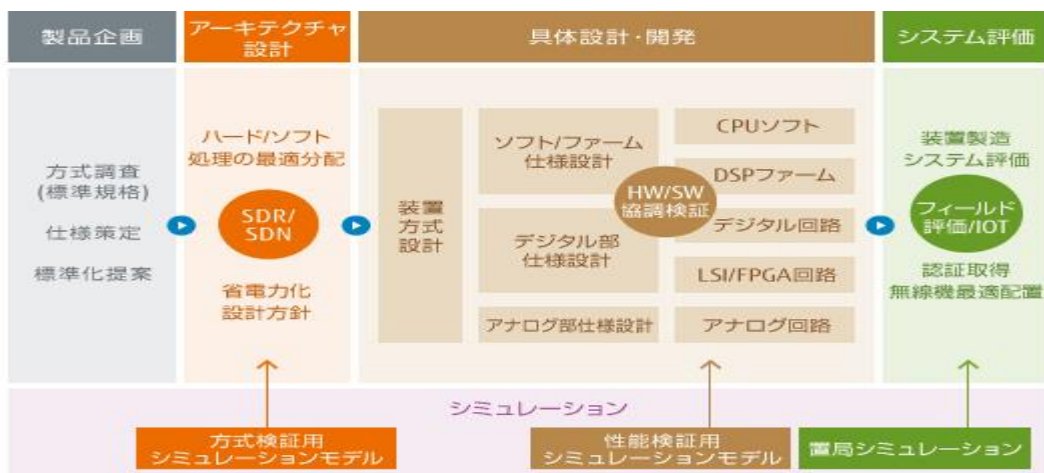 製品企画
アーキテクチャ
設計
具体設計・開発
システム評価
方式調査
(標準規格)
仕様策定
標準化提案
ハード/ソフト
処理の最適分配
SDR/
SDN
省電力化
設計方針
装置
方式
設計
ソフト/ファーム
仕様設計
デジタル部
仕様設計
アナログ部仕様設計
HW/SW
協調検証
CPUソフト
DSPファーム
デジタル回路
LSI/FPGA回路
アナログ回路
装置製造
システム評価
フィールド
評価/IOT
認証取得
無線機最適配置
シミュレーション
方式検証用
シミュレーションモデル
性能検証用
シミュレーションモデル
置局シミュレーション